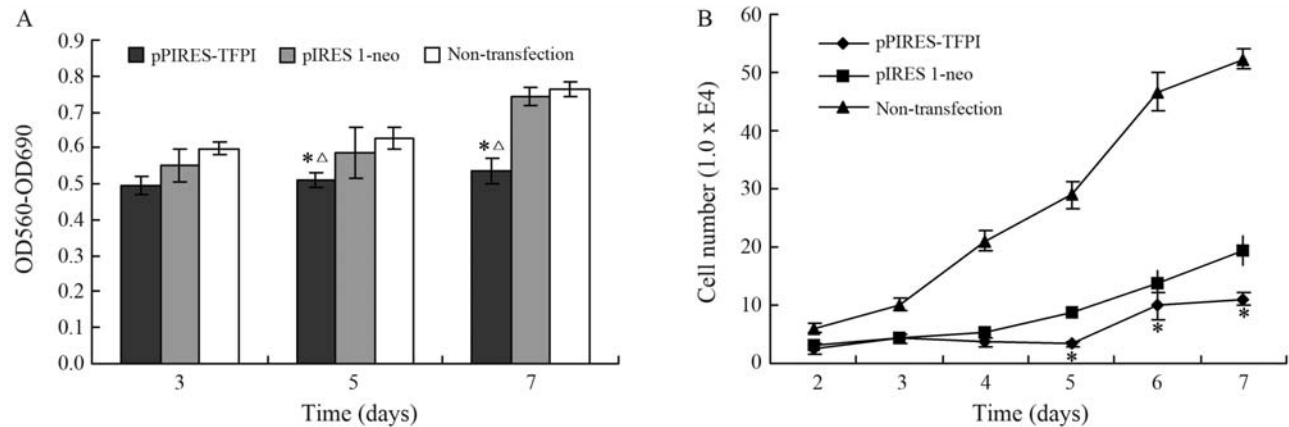 A
0.9
0.8
0.7
0.6
0.5
0.4
0.3
0.2
0.1
0.0
OD560-OD690
pPIRES-TFPI pIRES 1-neo Non-transfection
* △
* △
3 5 7
Time (days)
B
60
50
40
30
20
10
0
Cell number (1.0 x E4)
pPIRES-TFPI
pIRES 1-neo
Non-transfection
* * *
2 3 4 5 6 7
Time (days)